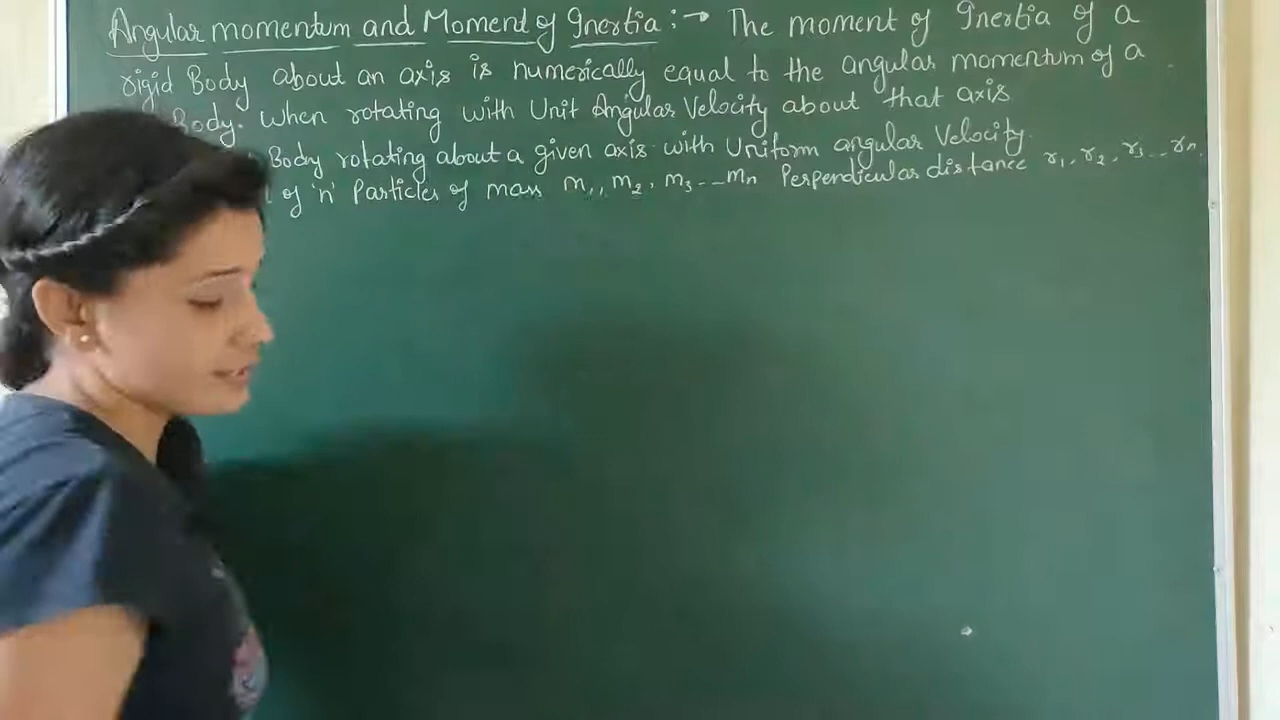 Angular momentum and Moment of Inertia :→ The moment of Inertia of a
rigid Body about an axis is numerically equal to the angular momentum of a
Body. When rotating with Unit Angular Velocity about that axis
Body rotating about a given axis with Uniform angular Velocity.
of 'n' Particles of mass m₁, m₂, m₃--mₙ Perpendicular distance r₁, r₂, r₃--rₙ.